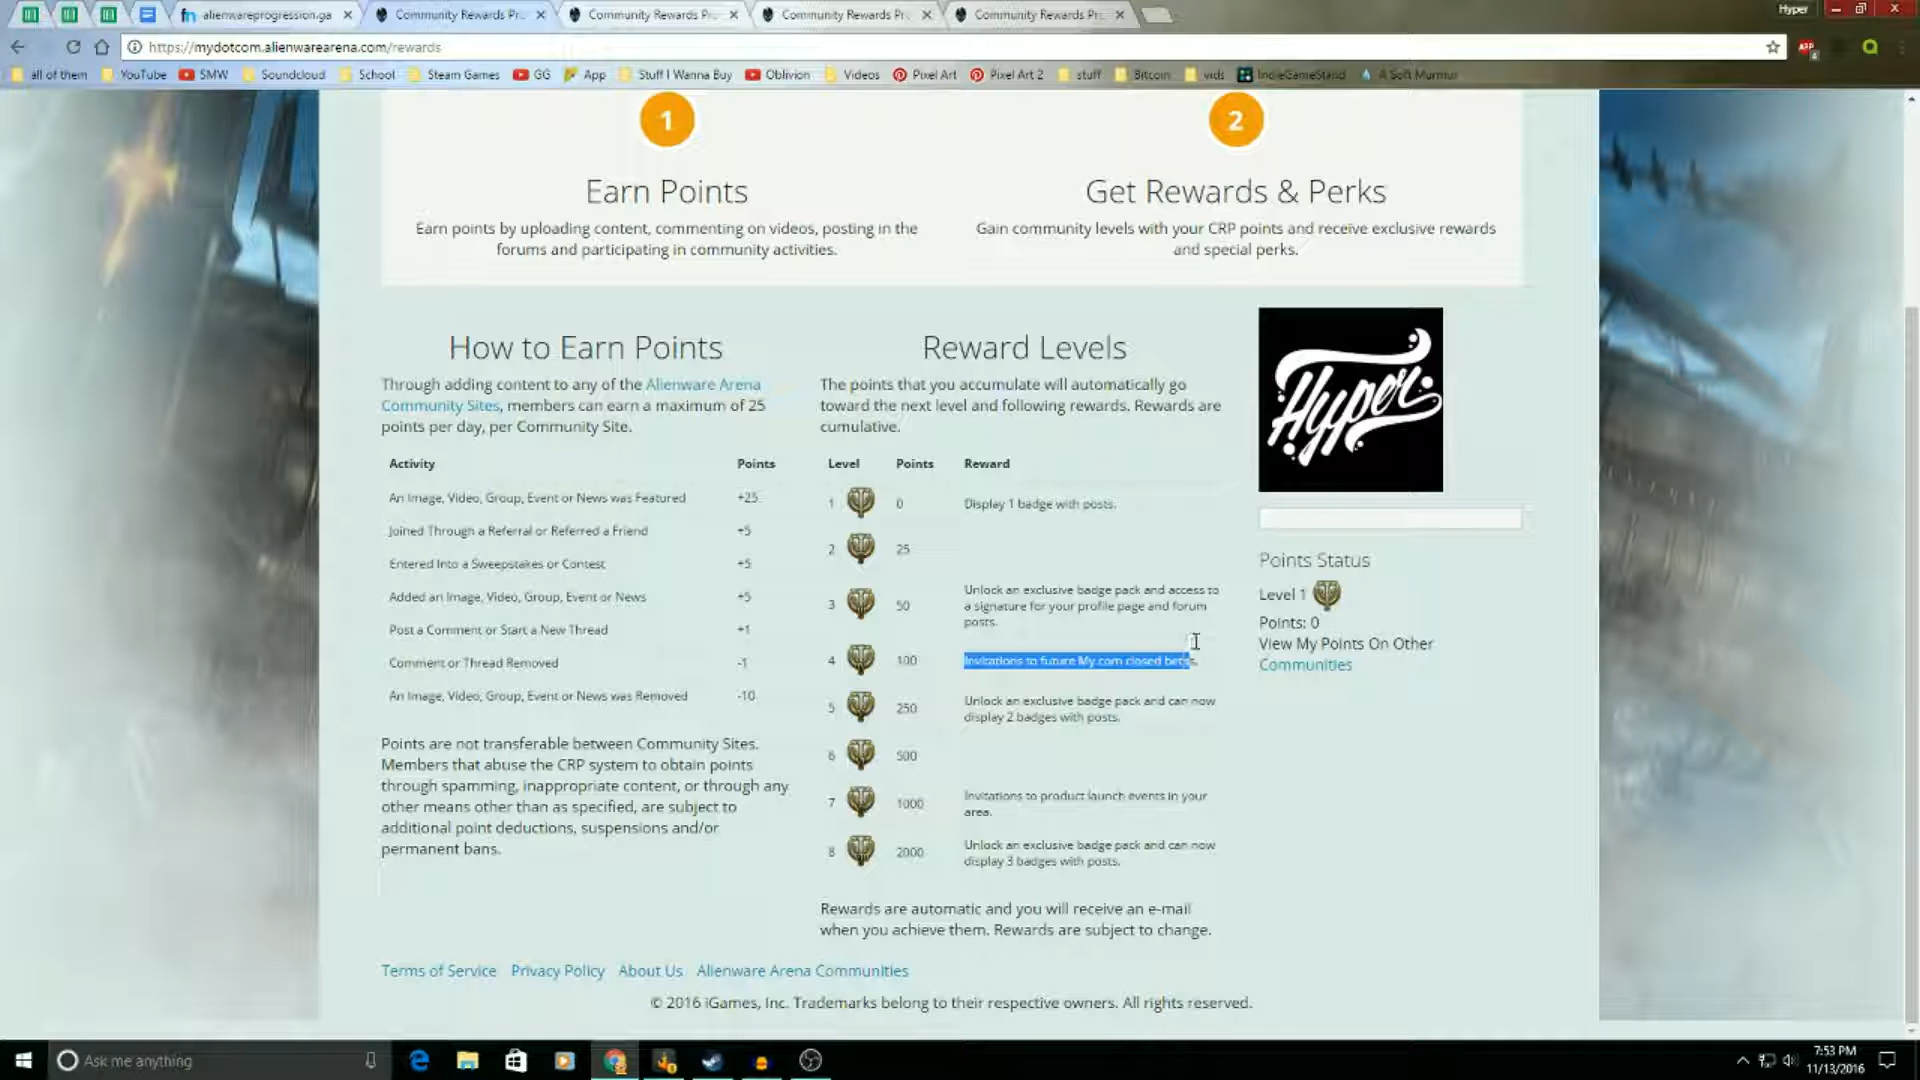 alienwareprogression.ga
Community Rewards Pr
Community Rewards Pr
Community Rewards Pr
Community Rewards Pr
Hyper
https://mydotcom.alienwarearena.com/rewards
all of them YouTube SMW Soundcloud School Steam Games GG App Stuff I Wanna Buy Oblivion Videos Pixel Art Pixel Art 2 stuff Bitcoin vids IndieGameStand A Soft Murmur
1
2
Earn Points
Earn points by uploading content, commenting on videos, posting in the
forums and participating in community activities.
Get Rewards & Perks
Gain community levels with your CRP points and receive exclusive rewards
and special perks.
How to Earn Points
Through adding content to any of the Alienware Arena
Community Sites, members can earn a maximum of 25
points per day, per Community Site.
Activity Points
An Image, Video, Group, Event or News was Featured +25
Joined Through a Referral or Referred a Friend +5
Entered Into a Sweepstakes or Contest +5
Added an Image, Video, Group, Event or News +5
Post a Comment or Start a New Thread +1
Comment or Thread Removed -1
An Image, Video, Group, Event or News was Removed -10
Points are not transferable between Community Sites.
Members that abuse the CRP system to obtain points
through spamming, inappropriate content, or through any
other means other than as specified, are subject to
additional point deductions, suspensions and/or
permanent bans.
Reward Levels
The points that you accumulate will automatically go
toward the next level and following rewards. Rewards are
cumulative.
Level Points Reward
1 0 Display 1 badge with posts.
2 25
3 50 Unlock an exclusive badge pack and access to
a signature for your profile page and forum
posts.
4 100 Invitations to future My.com closed betas.
5 250 Unlock an exclusive badge pack and can now
display 2 badges with posts.
6 500
7 1000 Invitations to product launch events in your
area.
8 2000 Unlock an exclusive badge pack and can now
display 3 badges with posts.
Rewards are automatic and you will receive an e-mail
when you achieve them. Rewards are subject to change.
Hyper
Points Status
Level 1
Points: 0
View My Points On Other
Communities
Terms of Service Privacy Policy About Us Alienware Arena Communities
© 2016 iGames, Inc. Trademarks belong to their respective owners. All rights reserved.
Ask me anything
7:53 PM
11/13/2016